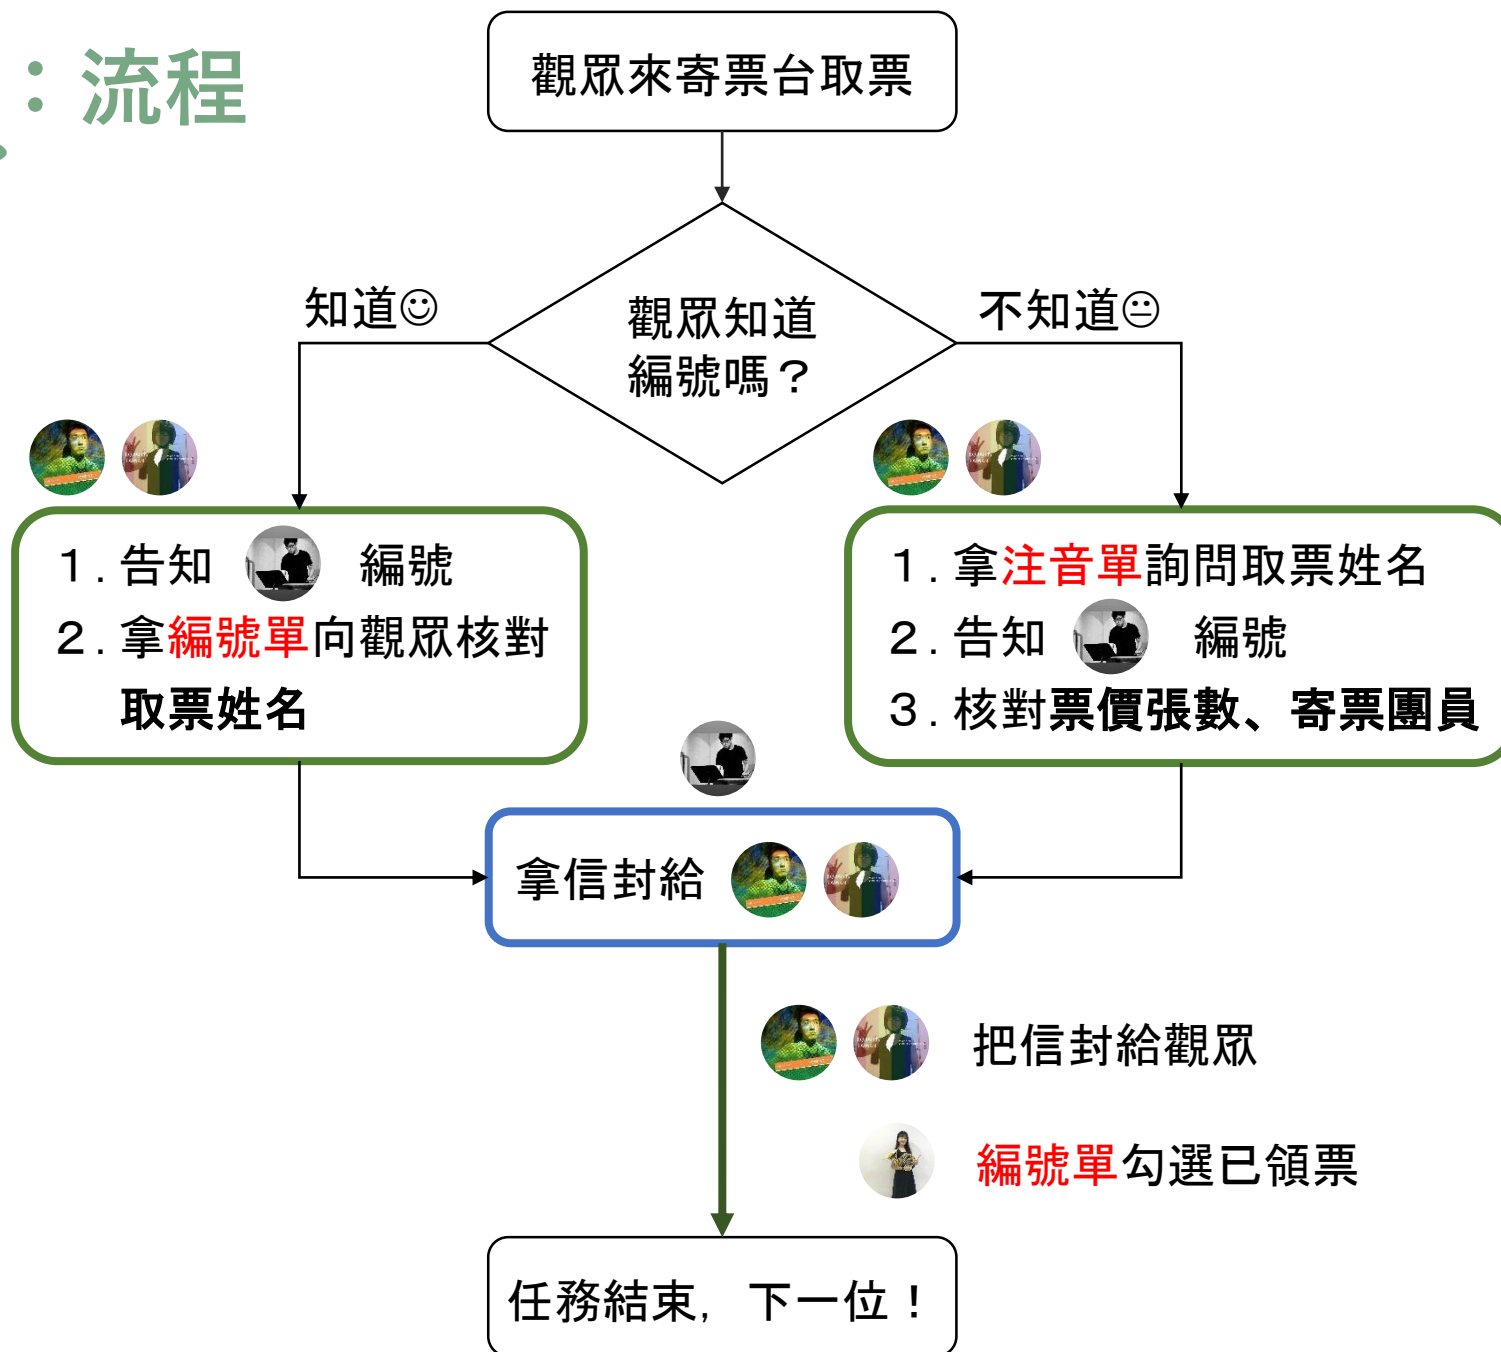 ：流程
觀眾來寄票台取票
觀眾知道
編號嗎？
知道☺
不知道😐
1.告知 編號
2.拿編號單向觀眾核對
取票姓名
1.拿注音單詢問取票姓名
2.告知 編號
3.核對票價張數、寄票團員
拿信封給
把信封給觀眾
編號單勾選已領票
任務結束，下一位！